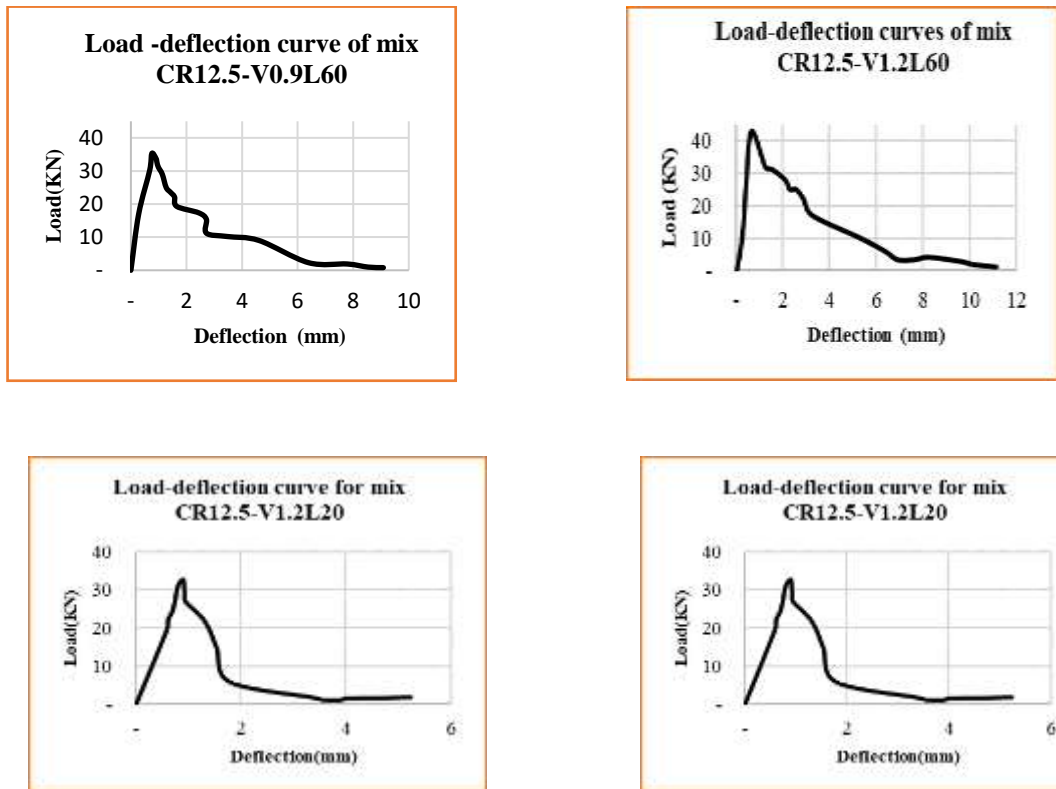 Load -deflection curve of mix
CR12.5-V0.9L60
Load(KN)
40
30
20
10
-
- 2 4 6 8 10
Deflection (mm)
Load-deflection curves of mix
CR12.5-V1.2L60
Load (KN)
40
30
20
10
-
- 2 4 6 8 10 12
Deflection (mm)
Load-deflection curve for mix
CR12.5-V1.2L20
Load(KN)
40
30
20
10
-
- 2 4 6
Deflection(mm)
Load-deflection curve for mix
CR12.5-V1.2L20
Load(KN)
40
30
20
10
-
- 2 4 6
Deflection(mm)